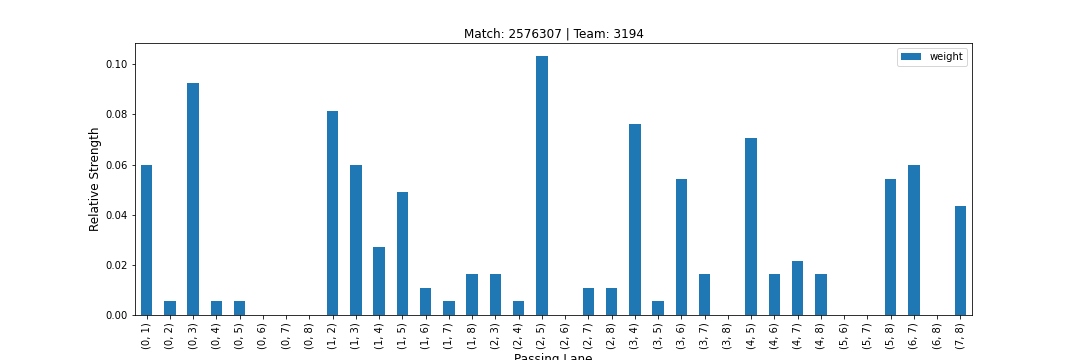 Match: 2576307 | Team: 3194
weight
Relative Strength
0.10
0.08
0.06
0.04
0.02
0.00
(0, 1) (0, 2) (0, 3) (0, 4) (0, 5) (0, 6) (0, 7) (0, 8) (1, 2) (1, 3) (1, 4) (1, 5) (1, 6) (1, 7) (1, 8) (2, 3) (2, 4) (2, 5) (2, 6) (2, 7) (2, 8) (3, 4) (3, 5) (3, 6) (3, 7) (3, 8) (4, 5) (4, 6) (4, 7) (4, 8) (5, 6) (5, 7) (5, 8) (6, 7) (6, 8) (7, 8)
Passing Lane